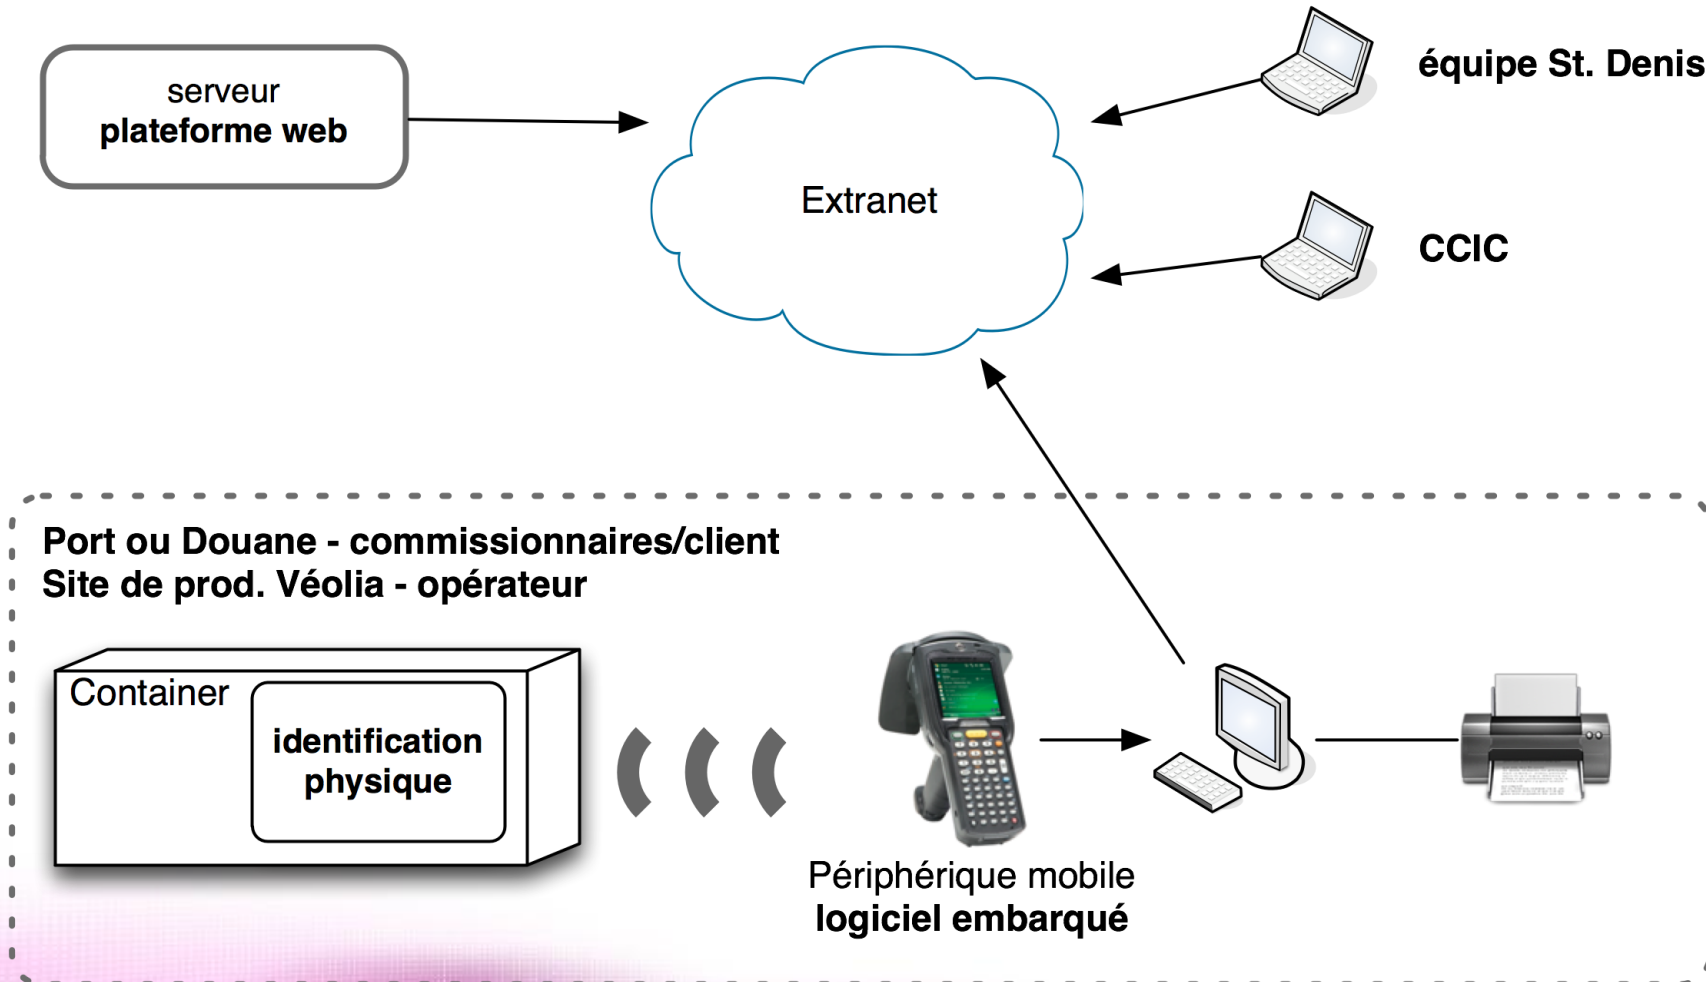 serveur
plateforme web
Extranet
équipe St. Denis
CCIC
Port ou Douane - commissionnaires/client
Site de prod. Véolia - opérateur
Container
identification
physique
Périphérique mobile
logiciel embarqué